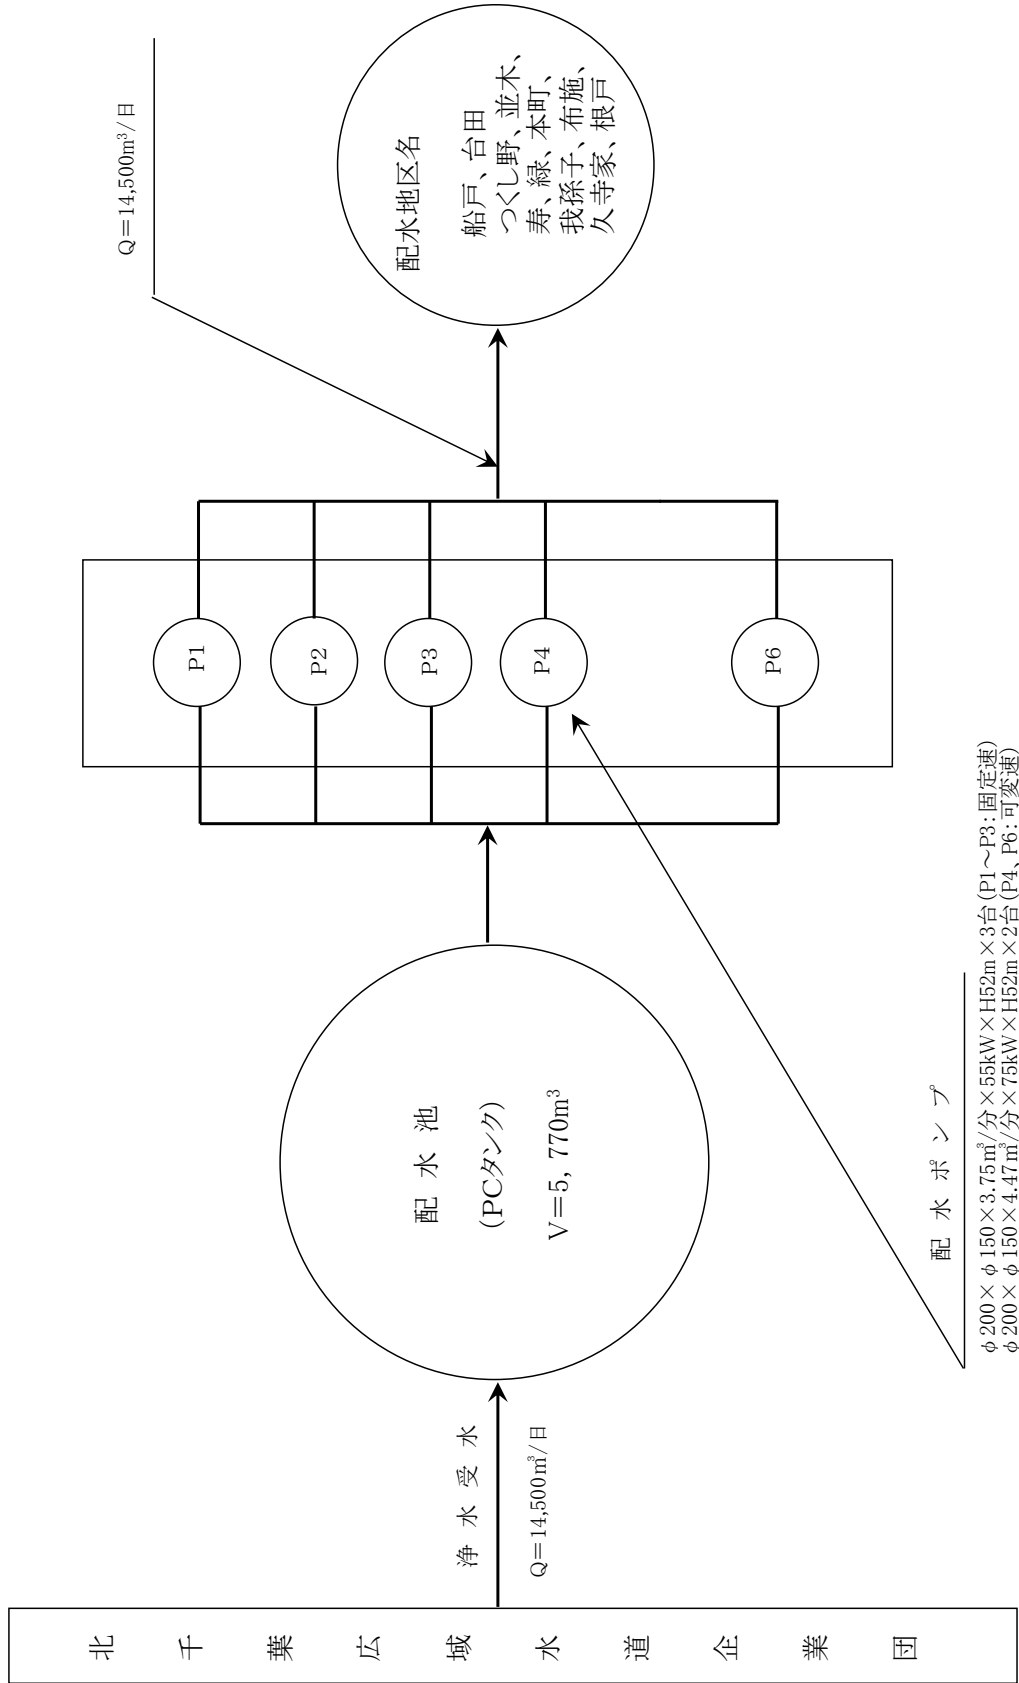 北千葉広域水道企業団
浄水受水
Q＝14,500㎥/日
配水池
(PCタンク)
V＝5, 770m³
配水ポンプ
φ200×φ150×3.75㎥/分×55kW×H52m×3台(P1～P3:固定速)
φ200×φ150×4.47㎥/分×75kW×H52m×2台(P4、P6:可変速)
P1
P2
P3
P4
P6
Q＝14,500m³/日
配水地区名
船戸、台田
つくし野、並木、
寿、緑、本町、
我孫子、布施、
久寺家、根戸